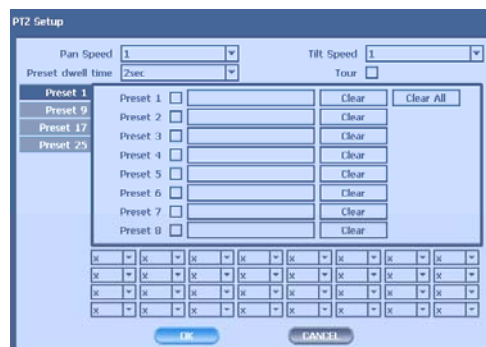 PTZ Setup
Pan Speed 1 Tilt Speed 1
Preset dwell time 2sec Tour
Preset 1 Preset 1 Clear Clear All
Preset 9 Preset 2 Clear
Preset 17 Preset 3 Clear
Preset 25 Preset 4 Clear
Preset 5 Clear
Preset 6 Clear
Preset 7 Clear
Preset 8 Clear
x x x x x x x x
x x x x x x x x
x x x x x x x x
x x x x x x x x
OK CANCEL